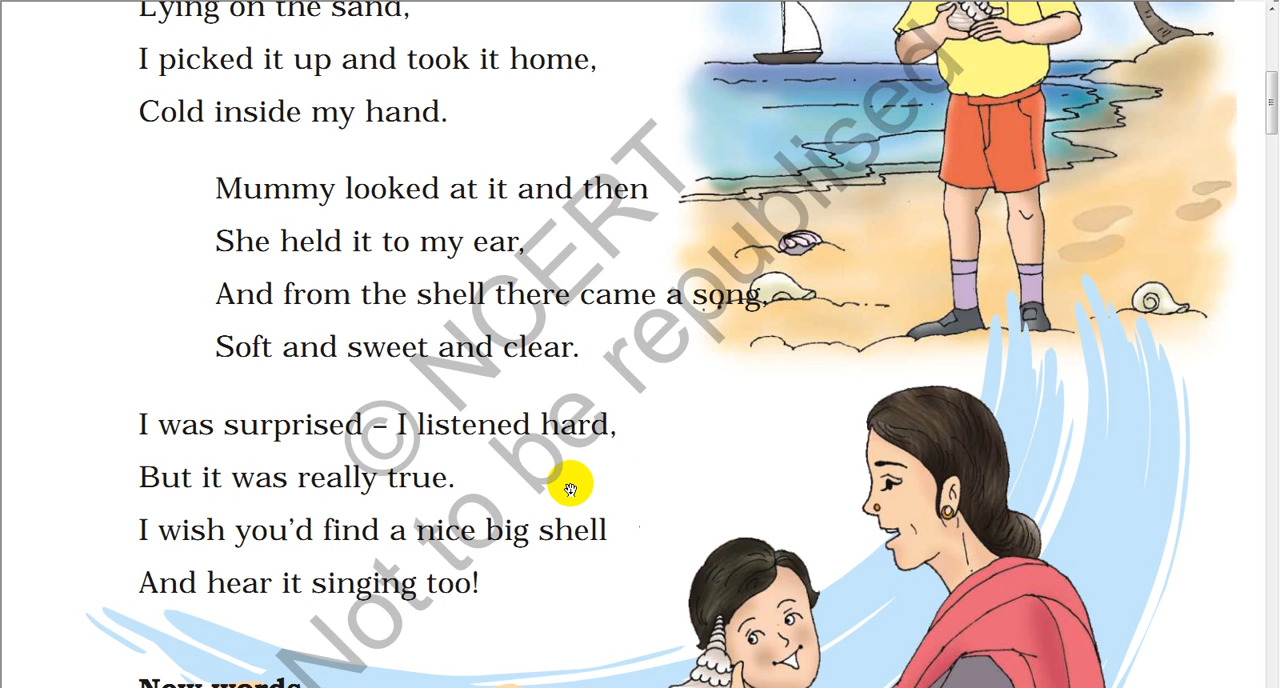 Lying on the sand,
I picked it up and took it home,
Cold inside my hand.
Mummy looked at it and then
She held it to my ear,
And from the shell there came a song,
Soft and sweet and clear.
I was surprised – I listened hard,
But it was really true.
I wish you’d find a nice big shell
And hear it singing too!
New words
© NCERT
Not to be republished